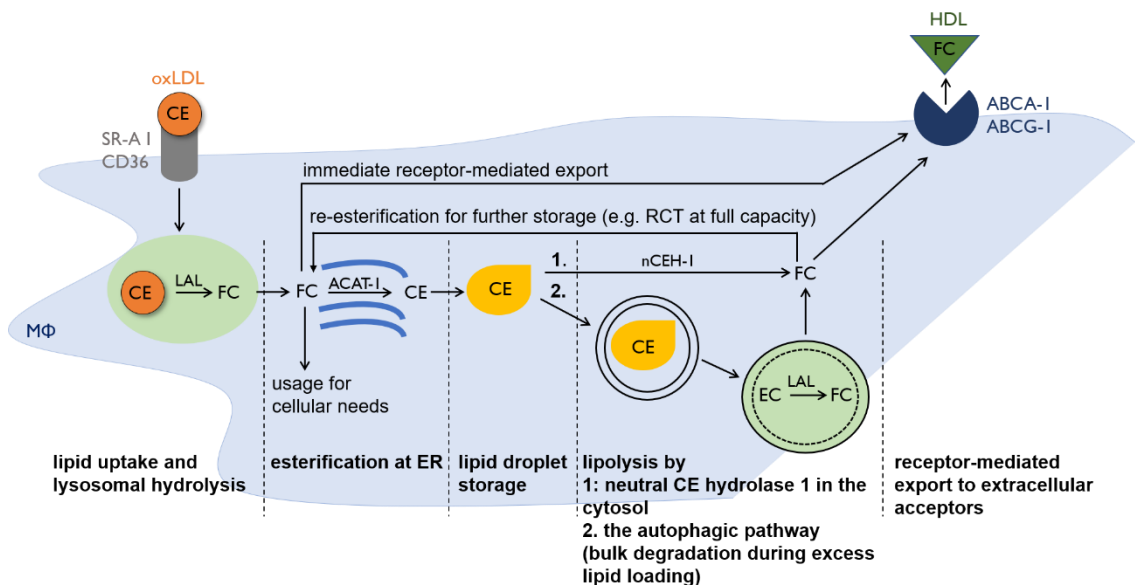 HDL
FC
ABCA-1
ABCG-1
oxLDL
CE
SR-A I
CD36
immediate receptor-mediated export
re-esterification for further storage (e.g. RCT at full capacity)
CE
LAL
FC
FC
ACAT-1
CE
CE
1.
nCEH-1
FC
2.
CE
MΦ
usage for
cellular needs
EC
LAL
FC
lipid uptake and
lysosomal hydrolysis
esterification at ER
lipid droplet
storage
lipolysis by
1: neutral CE hydrolase 1 in the
cytosol
2. the autophagic pathway
(bulk degradation during excess
lipid loading)
receptor-mediated
export to extracellular
acceptors